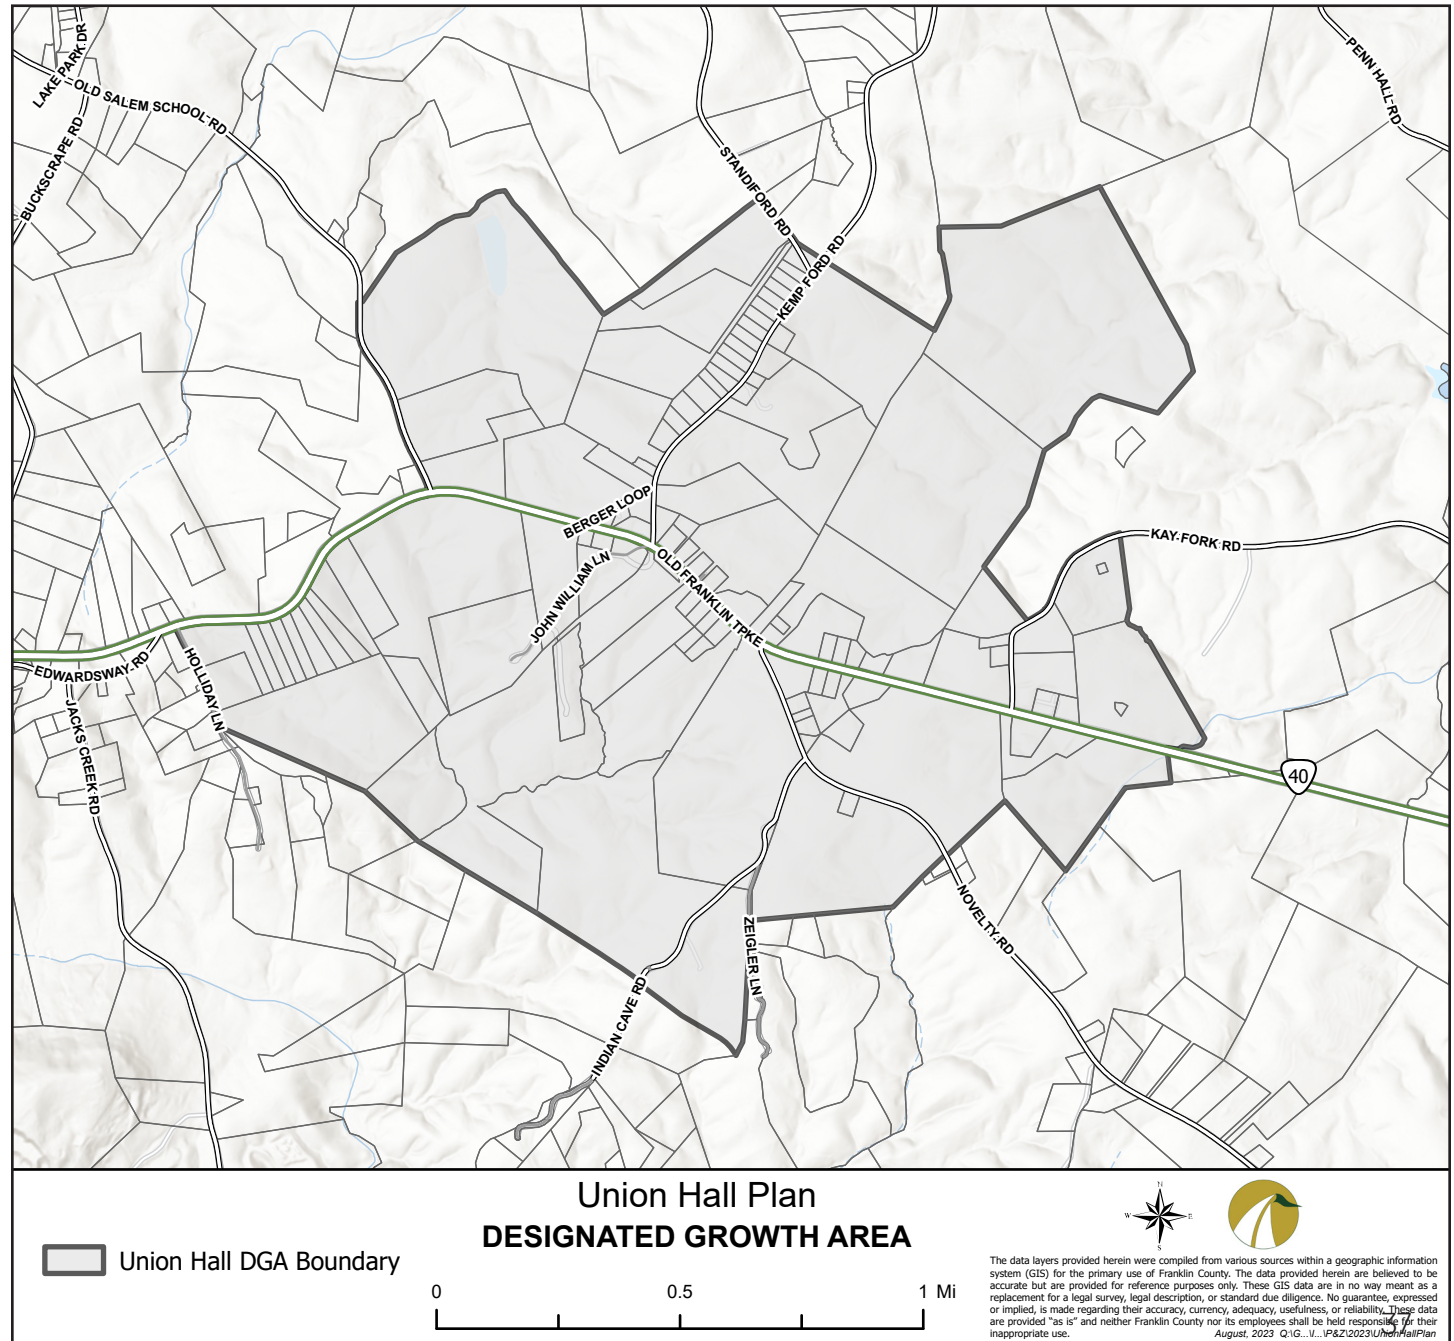 LAKE PARK DR
OLD SALEM SCHOOL RD
BUCKSCRAPE RD
STANDIFORD RD
KEMP FORD RD
PENN HALL RD
BERGER LOOP
JOHN WILLIAM LN
OLD FRANKLIN TPKE
KAY FORK RD
EDWARDSWAY RD
HOLLIDAY LN
JACKS CREEK RD
40
NOVELTY RD
ZEIGLER LN
INDIAN CAVE RD
Union Hall Plan
DESIGNATED GROWTH AREA
Union Hall DGA Boundary
0 0.5 1 Mi
N
W E
S
The data layers provided herein were compiled from various sources within a geographic information
system (GIS) for the primary use of Franklin County. The data provided herein are believed to be
accurate but are provided for reference purposes only. These GIS data are in no way meant as a
replacement for a legal survey, legal description, or standard due diligence. No guarantee, expressed
or implied, is made regarding their accuracy, currency, adequacy, usefulness, or reliability. These data
are provided "as is" and neither Franklin County nor its employees shall be held responsible for their
inappropriate use.
August, 2023 Q:\G...\I...\P&Z\2023\UnionHallPlan
37